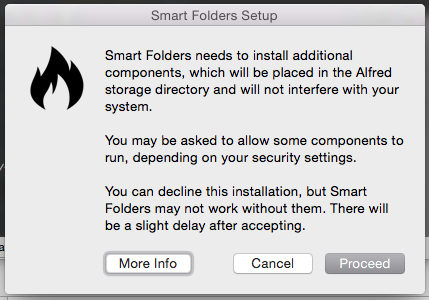 Smart Folders Setup
Smart Folders needs to install additional
components, which will be placed in the Alfred
storage directory and will not interfere with your
system.
You may be asked to allow some components to
run, depending on your security settings.
You can decline this installation, but Smart
Folders may not work without them. There will
be a slight delay after accepting.
More Info
Cancel
Proceed